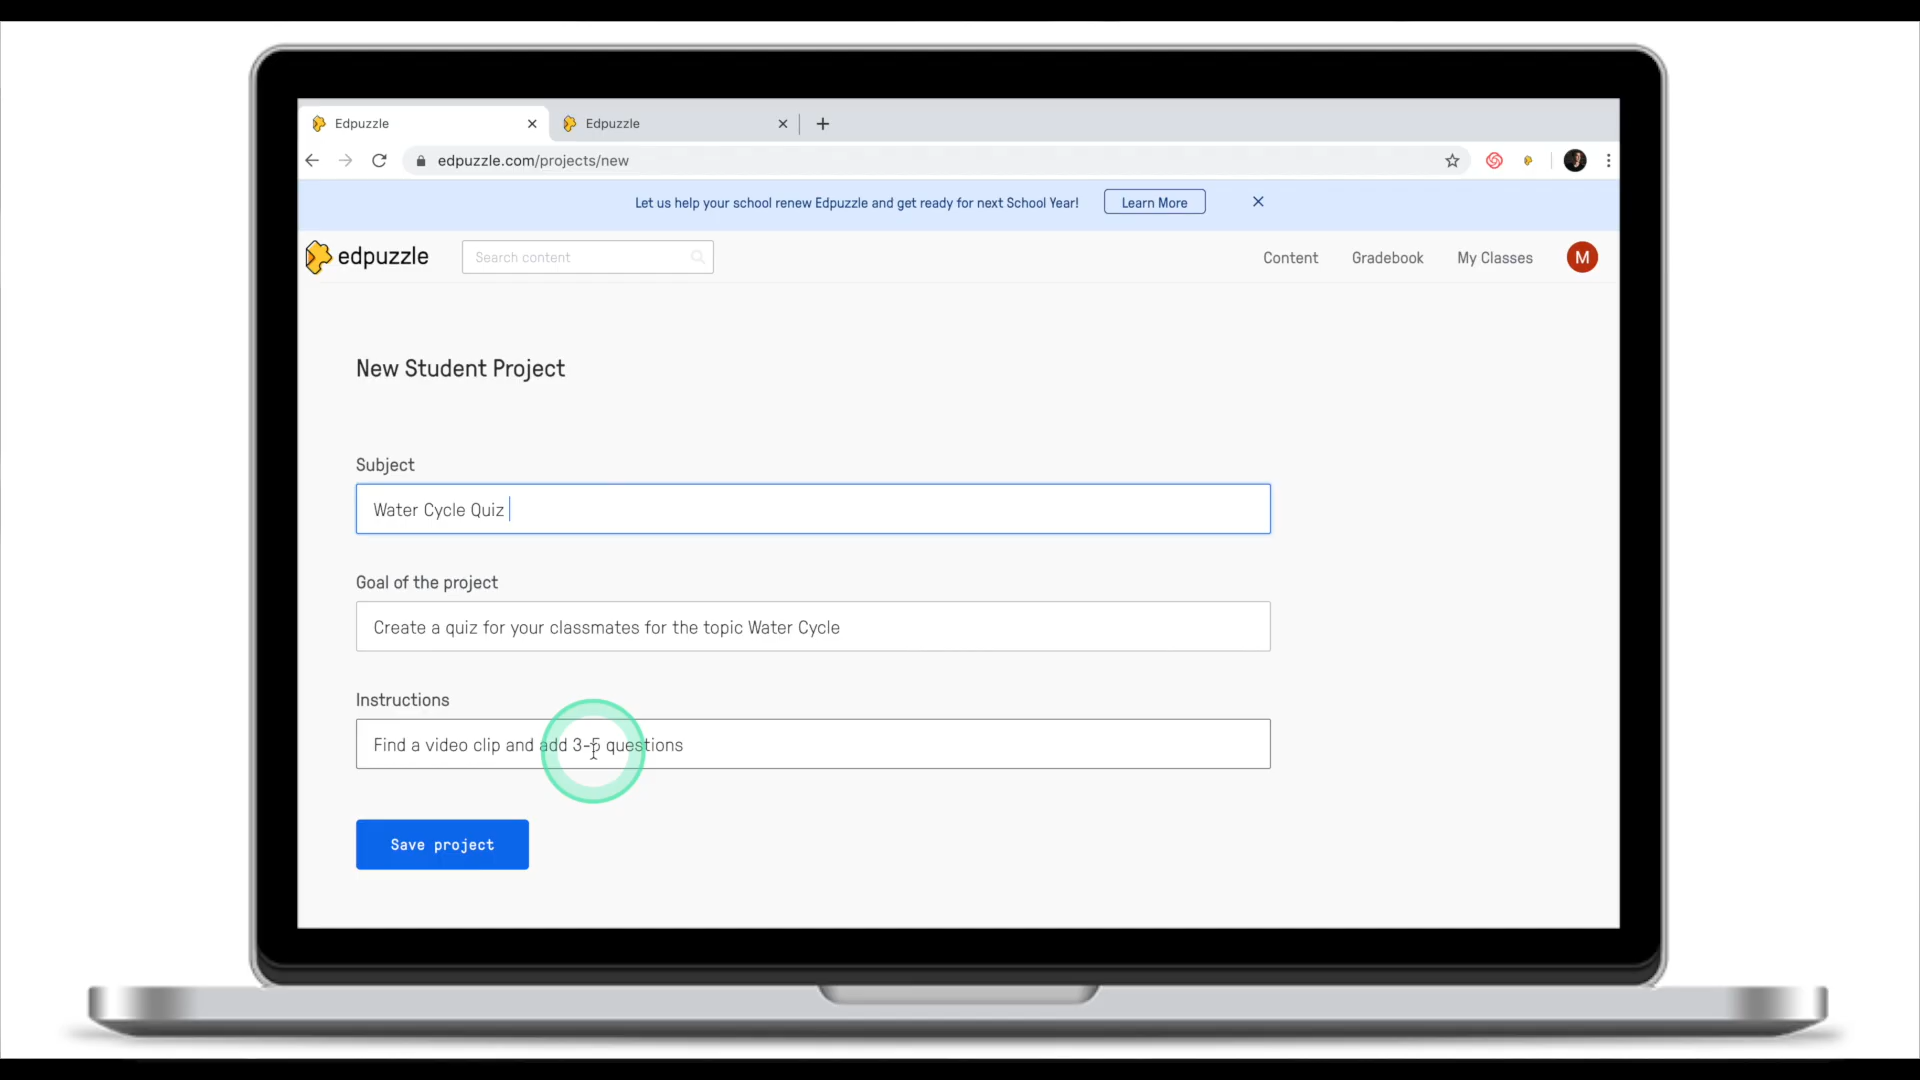 Edpuzzle
Edpuzzle
edpuzzle.com/projects/new
Let us help your school renew Edpuzzle and get ready for next School Year!
Learn More
edpuzzle
Search content
Content
Gradebook
My Classes
M
New Student Project
Subject
Water Cycle Quiz
Goal of the project
Create a quiz for your classmates for the topic Water Cycle
Instructions
Find a video clip and add 3-5 questions
Save project